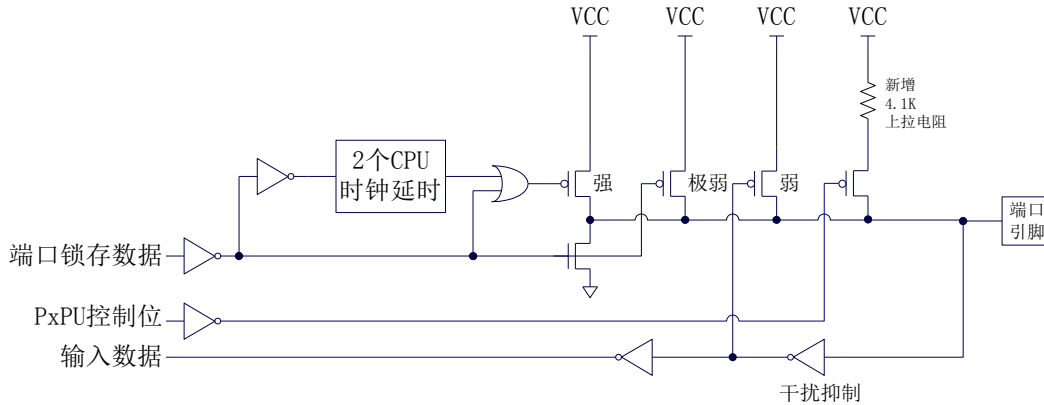 VCC
VCC
VCC
VCC
新增
4.1K
上拉电阻
2个CPU
时钟延时
强
极弱
弱
端口
引脚
端口锁存数据
PxPU控制位
输入数据
干扰抑制